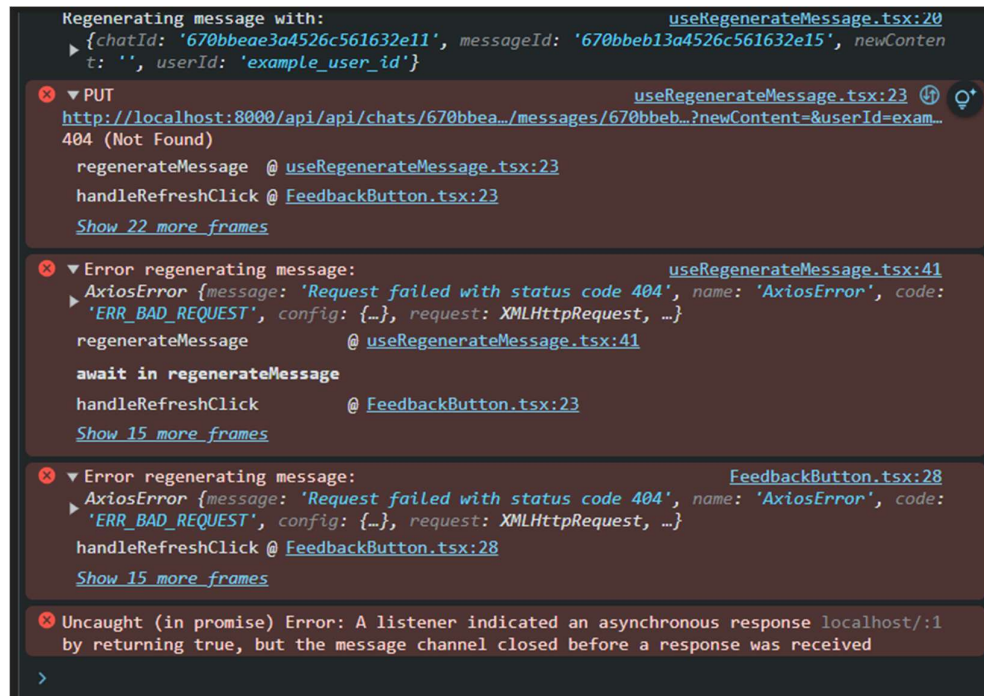 Regenerating message with: useRegenerateMessage.tsx:20
{chatId: '670bbeae3a4526c561632e11', messageId: '670bbeb13a4526c561632e15', newConten
t: '', userId: 'example_user_id'}
PUT useRegenerateMessage.tsx:23
http://localhost:8000/api/api/chats/670bbea…/messages/670bbeb…?newContent=&userId=exam…
404 (Not Found)
regenerateMessage @ useRegenerateMessage.tsx:23
handleRefreshClick @ FeedbackButton.tsx:23
Show 22 more frames
Error regenerating message: useRegenerateMessage.tsx:41
AxiosError {message: 'Request failed with status code 404', name: 'AxiosError', code:
'ERR_BAD_REQUEST', config: {…}, request: XMLHttpRequest, …}
regenerateMessage @ useRegenerateMessage.tsx:41
await in regenerateMessage
handleRefreshClick @ FeedbackButton.tsx:23
Show 15 more frames
Error regenerating message: FeedbackButton.tsx:28
AxiosError {message: 'Request failed with status code 404', name: 'AxiosError', code:
'ERR_BAD_REQUEST', config: {…}, request: XMLHttpRequest, …}
handleRefreshClick @ FeedbackButton.tsx:28
Show 15 more frames
Uncaught (in promise) Error: A listener indicated an asynchronous response localhost/:1
by returning true, but the message channel closed before a response was received